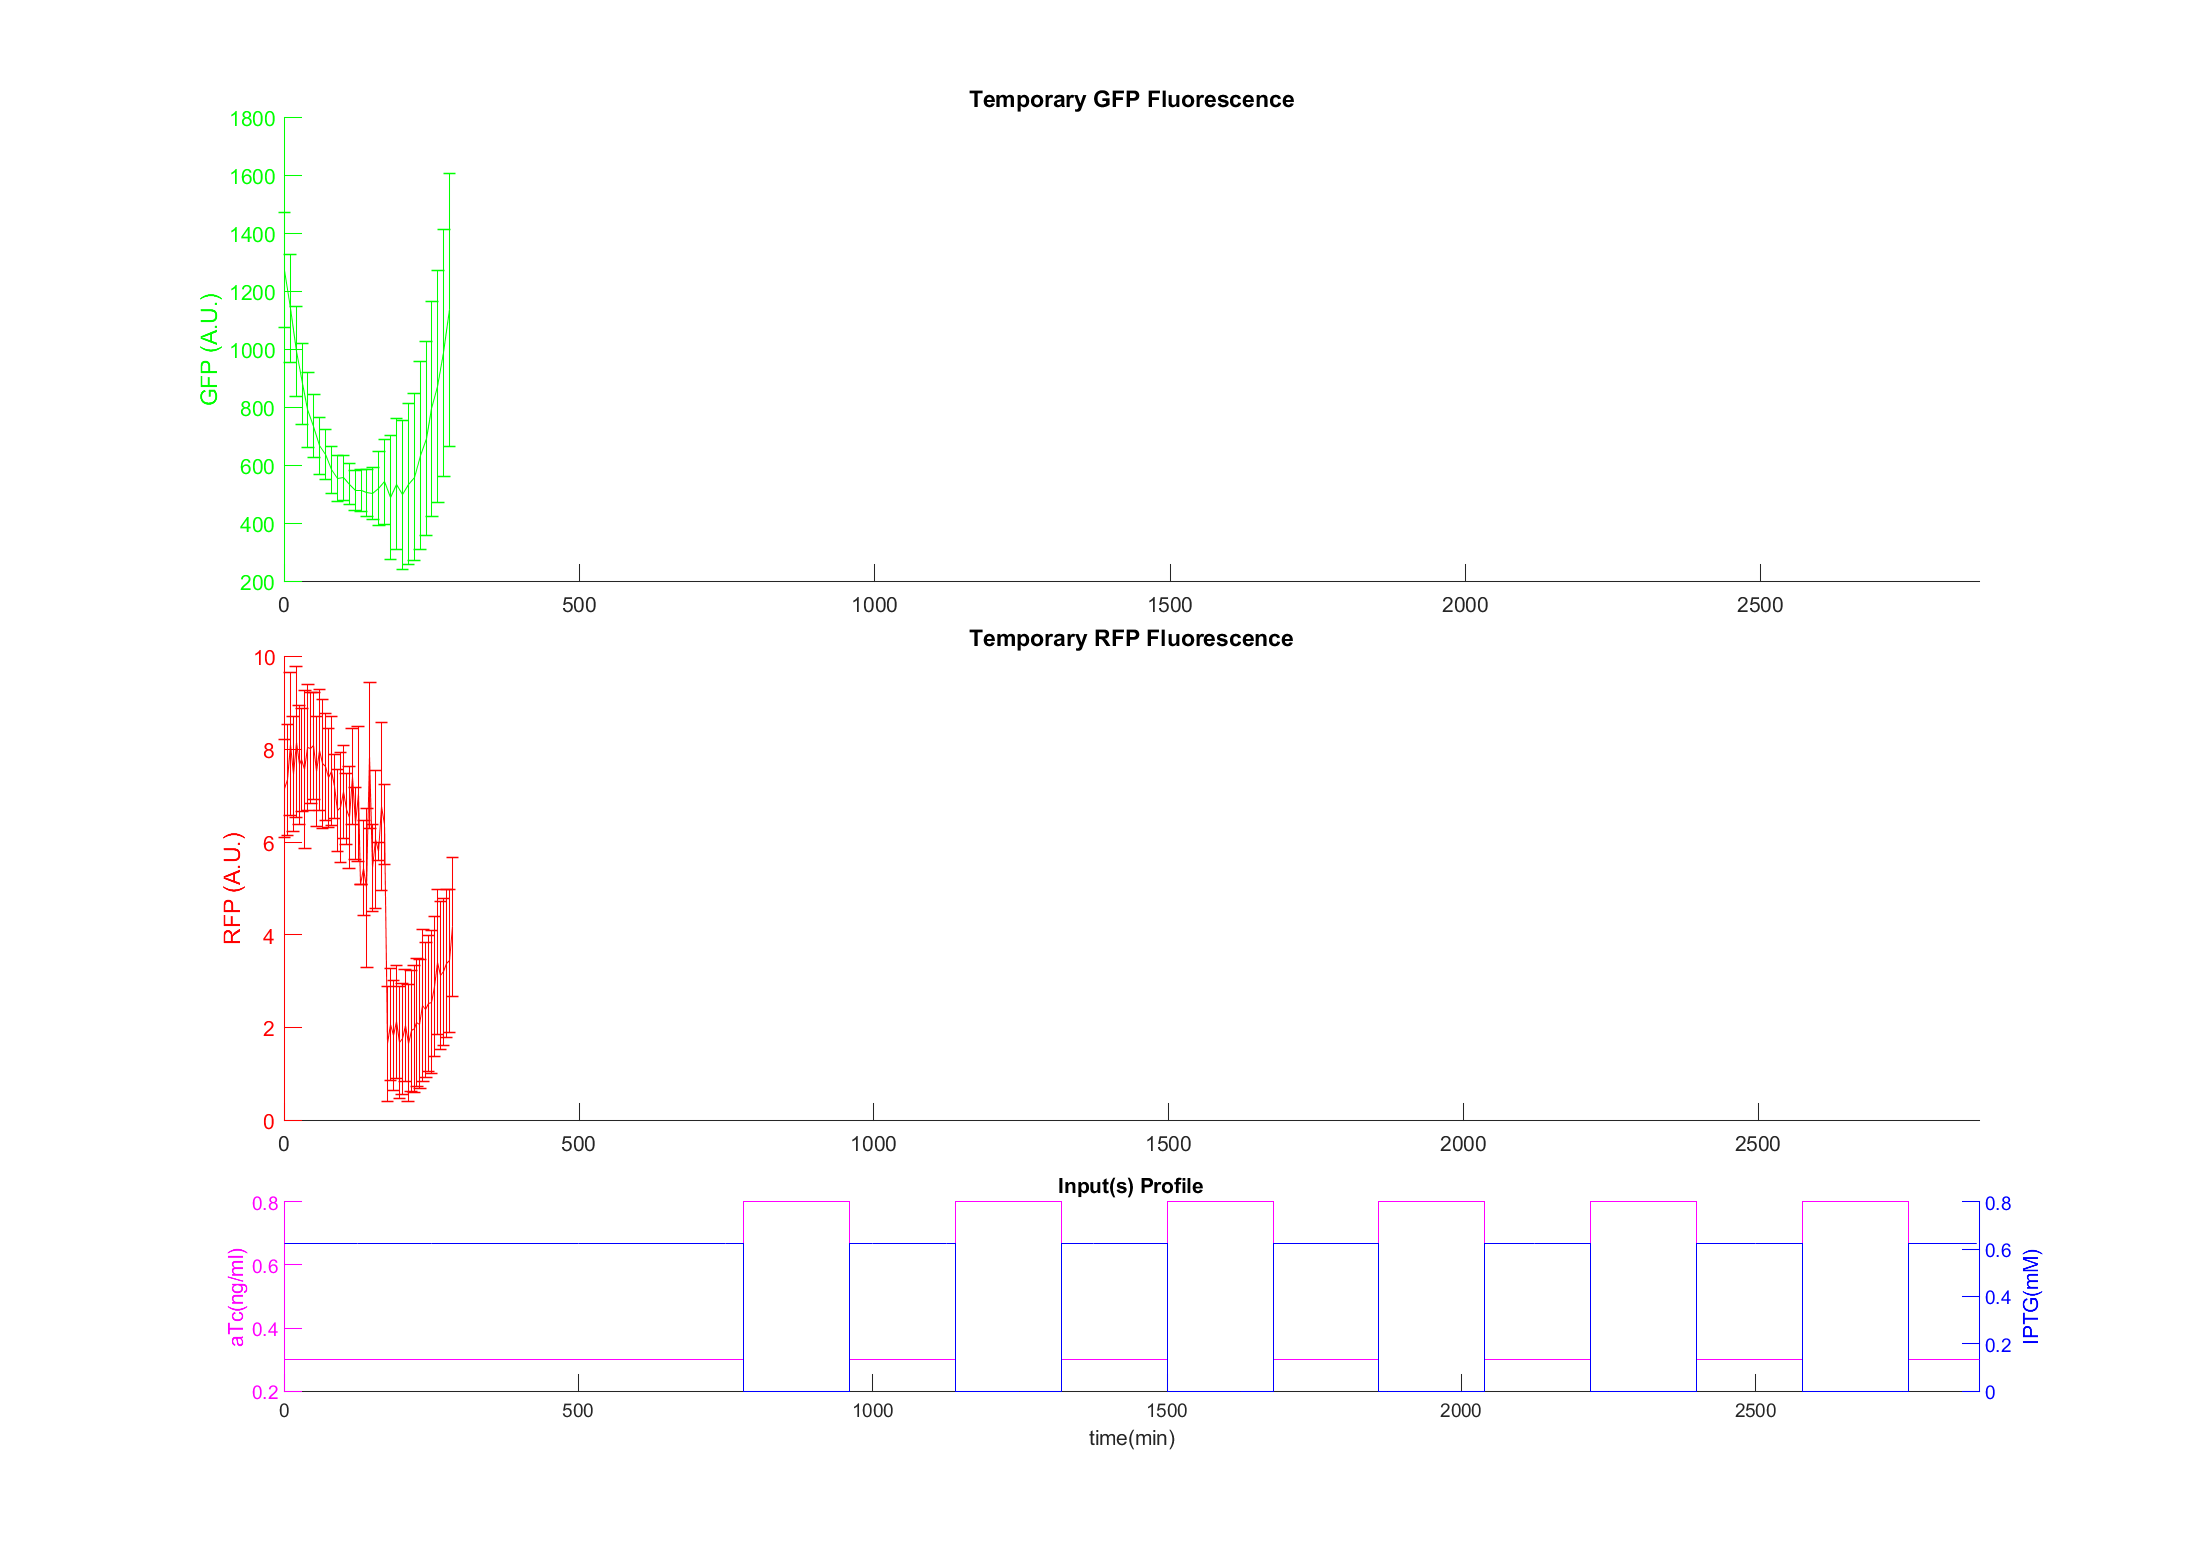 Temporary GFP Fluorescence
1800
1600
1400
1200
1000
800
600
400
200
GFP (A.U.)
0 500 1000 1500 2000 2500
Temporary RFP Fluorescence
10
8
6
4
2
0
RFP (A.U.)
0 500 1000 1500 2000 2500
Input(s) Profile
0.8
0.6
0.4
0.2
aTc(ng/ml)
0.8
0.6
0.4
0.2
0
IPTG(mM)
0 500 1000 1500 2000 2500
time(min)